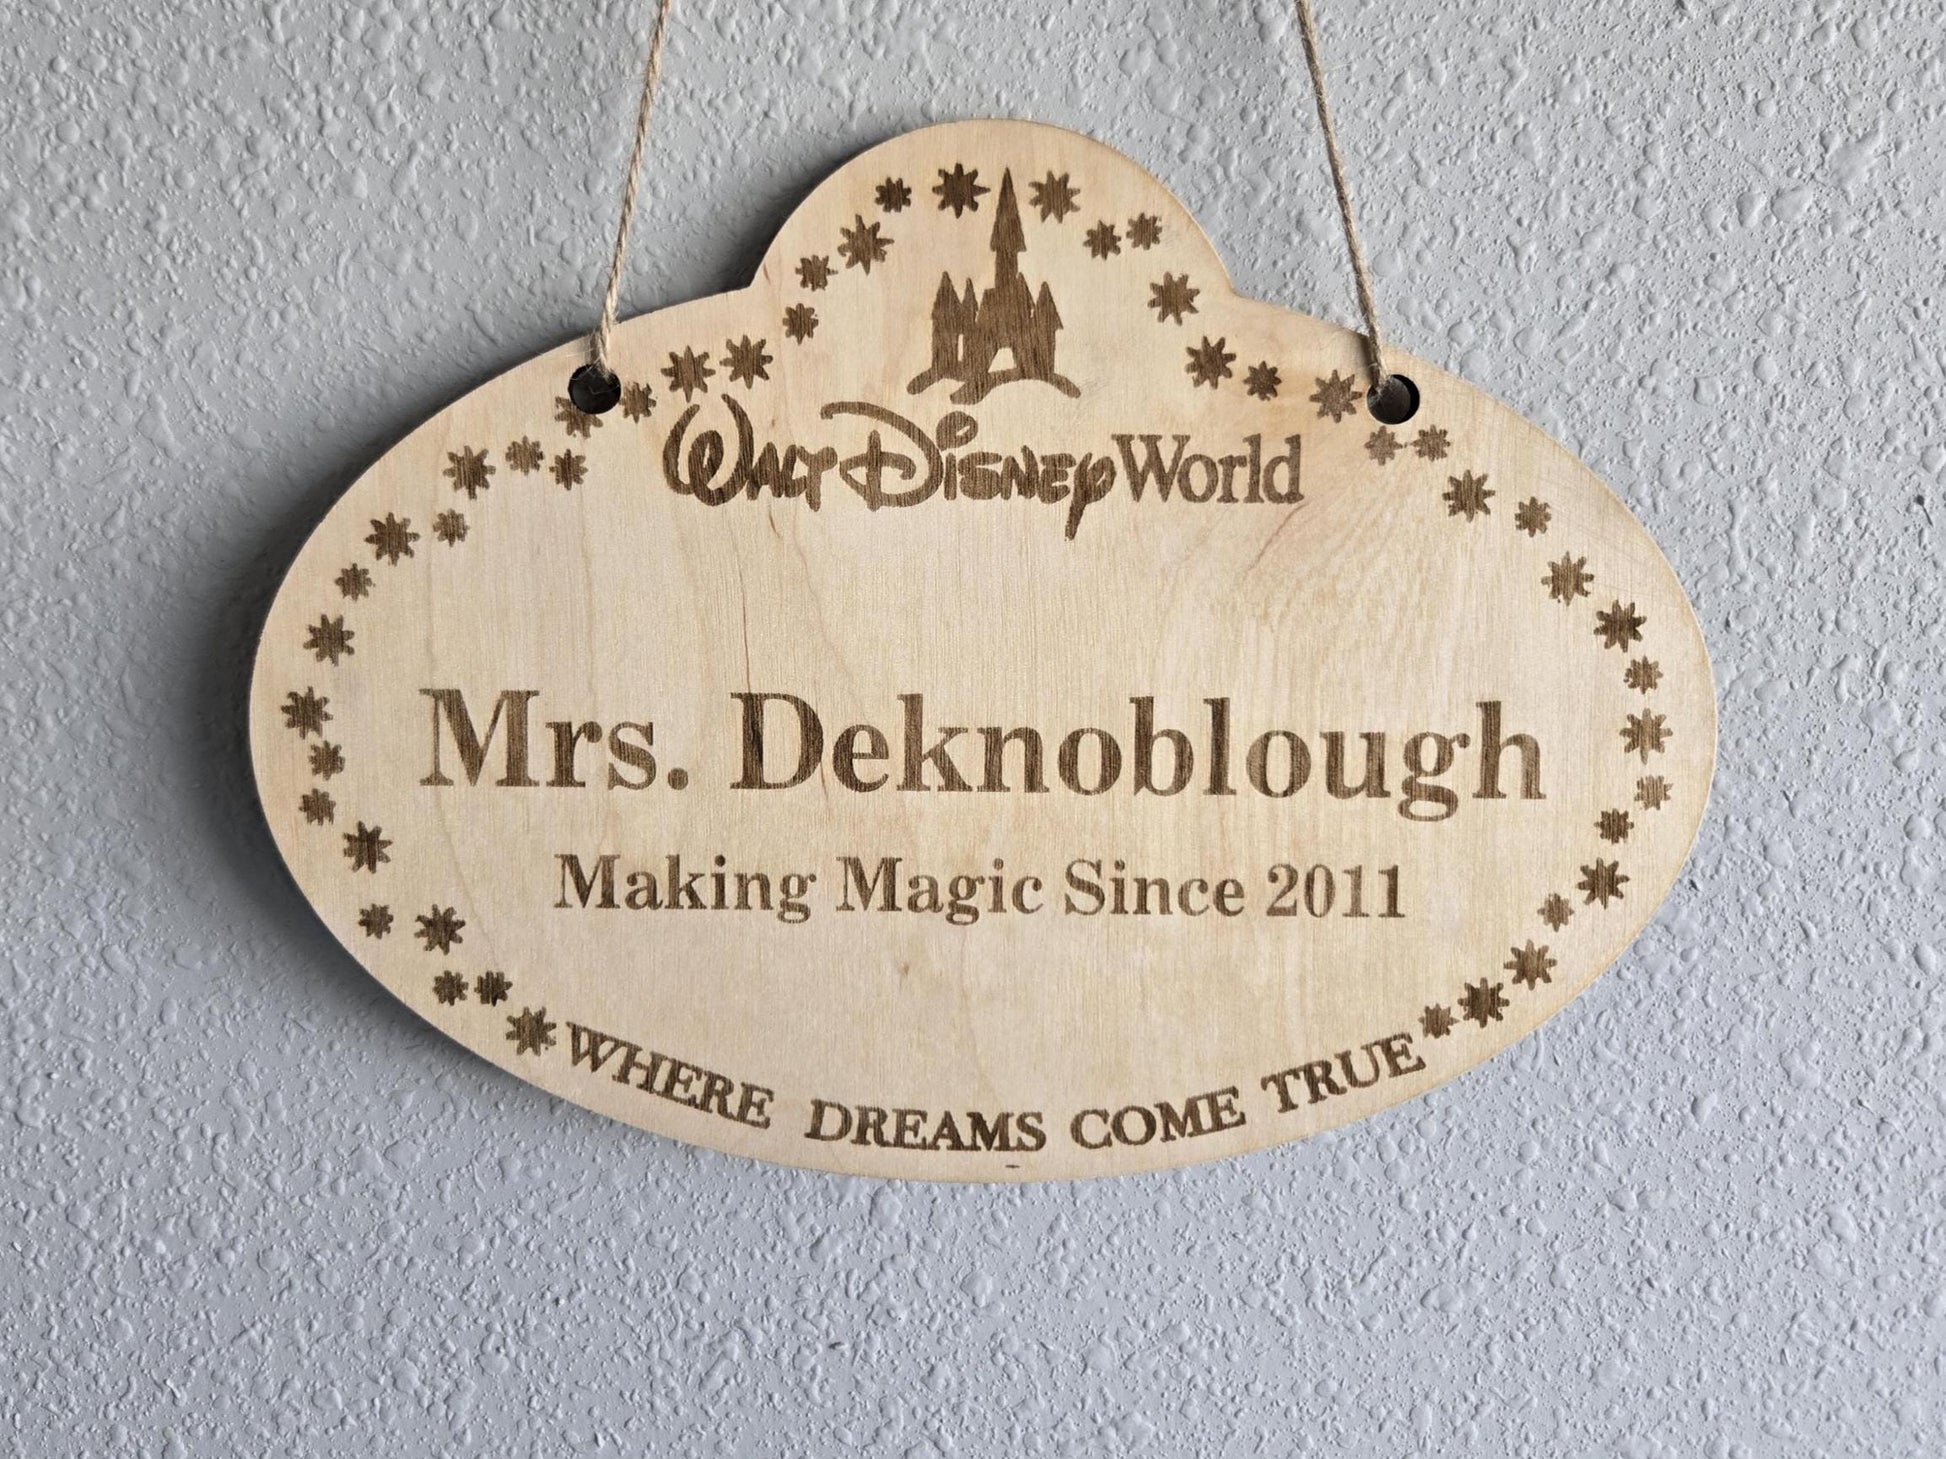 Walt Disney World
Mrs. Deknoblough
Making Magic Since 2011
WHERE DREAMS COME TRUE